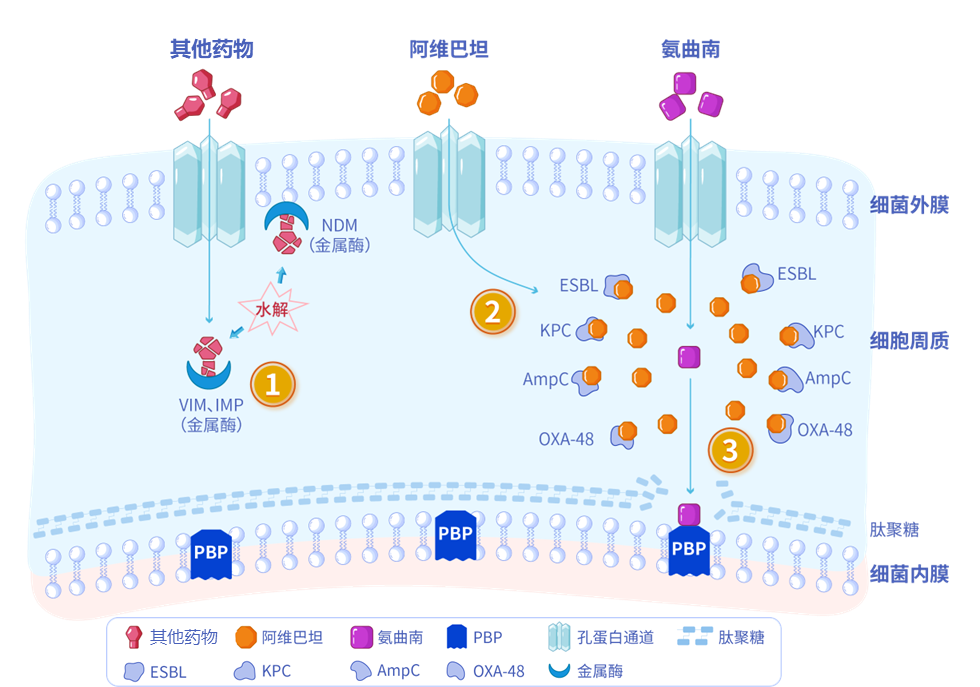 其他药物
阿维巴坦
氨曲南
细菌外膜
NDM
(金属酶)
水解
1
VIM、IMP
(金属酶)
2
ESBL
KPC
AmpC
OXA-48
ESBL
KPC
AmpC
OXA-48
细胞周质
3
肽聚糖
PBP
PBP
PBP
细菌内膜
其他药物 阿维巴坦 氨曲南 PBP 孔蛋白通道 肽聚糖
ESBL KPC AmpC OXA-48 金属酶